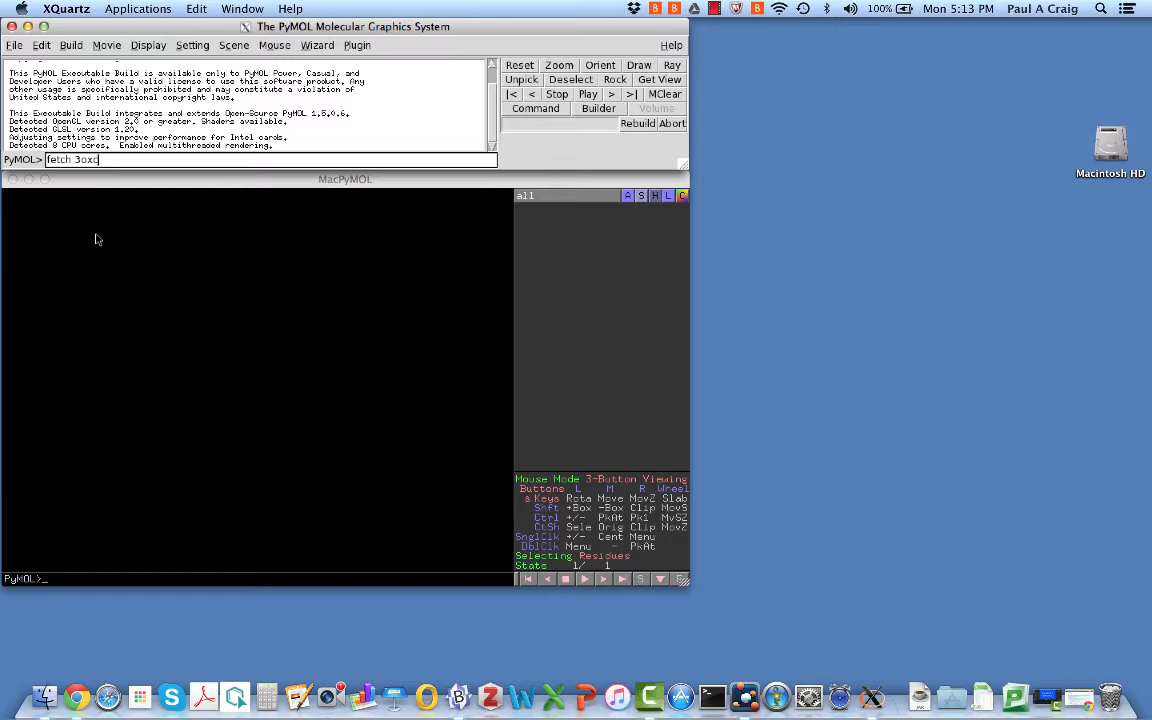 XQuartz Applications Edit Window Help 100% Mon 5:13 PM Paul A Craig
The PyMOL Molecular Graphics System
File Edit Build Movie Display Setting Scene Mouse Wizard Plugin Help
This PyMOL Executable Build is available only to PyMOL Power, Casual, and
Developer Users who have a valid license to use this software product. Any
other usage is specifically prohibited and may constitute a violation of
United States and international copyright laws.
This Executable Build integrates and extends Open-Source PyMOL 1.5.0.6.
Detected OpenGL version 2.0 or greater. Shaders available.
Detected GLSL version 1.20.
Adjusting settings to improve performance for Intel cards.
Detected 8 CPU cores. Enabled multithreaded rendering.
PyMOL> fetch 3oxc
Reset Zoom Orient Draw Ray
Unpick Deselect Rock Get View
|< < Stop Play > >| MClear
Command Builder Volume
Rebuild Abort
MacPyMOL
all A S H L C
Mouse Mode 3-Button Viewing
Buttons L M R Wheel
& Keys Rota Move MovZ Slab
Shft +Box -Box Clip MovS
Ctrl +/- PkAt Pk1 MvSZ
CtSh Sele Orig Clip MovZ
SnglClk +/- Cent Menu
DblClk Menu - PkAt
Selecting Residues
State 1/ 1
PyMOL>_
S F
Macintosh HD